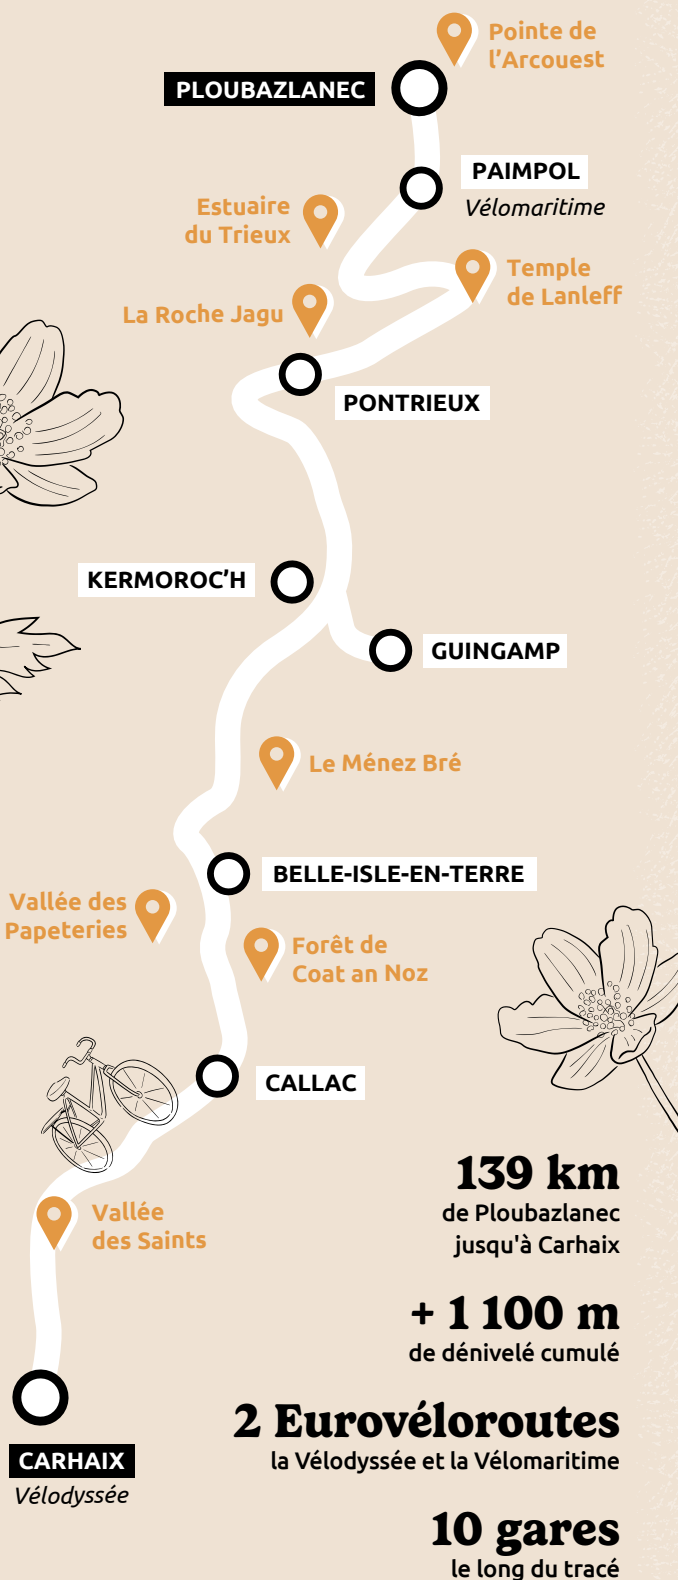 Pointe de
l'Arcouest
PLOUBAZLANEC
PAIMPOL
Vélomaritime
Estuaire
du Trieux
Temple
de Lanleff
La Roche Jagu
PONTRIEUX
KERMOROC'H
GUINGAMP
Le Ménez Bré
BELLE-ISLE-EN-TERRE
Vallée des
Papeteries
Forêt de
Coat an Noz
CALLAC
139 km
de Ploubazlanec
jusqu'à Carhaix
Vallée
des Saints
+ 1 100 m
de dénivelé cumulé
2 Eurovéloroutes
la Vélodyssée et la Vélomaritime
CARHAIX
Vélodyssée
10 gares
le long du tracé